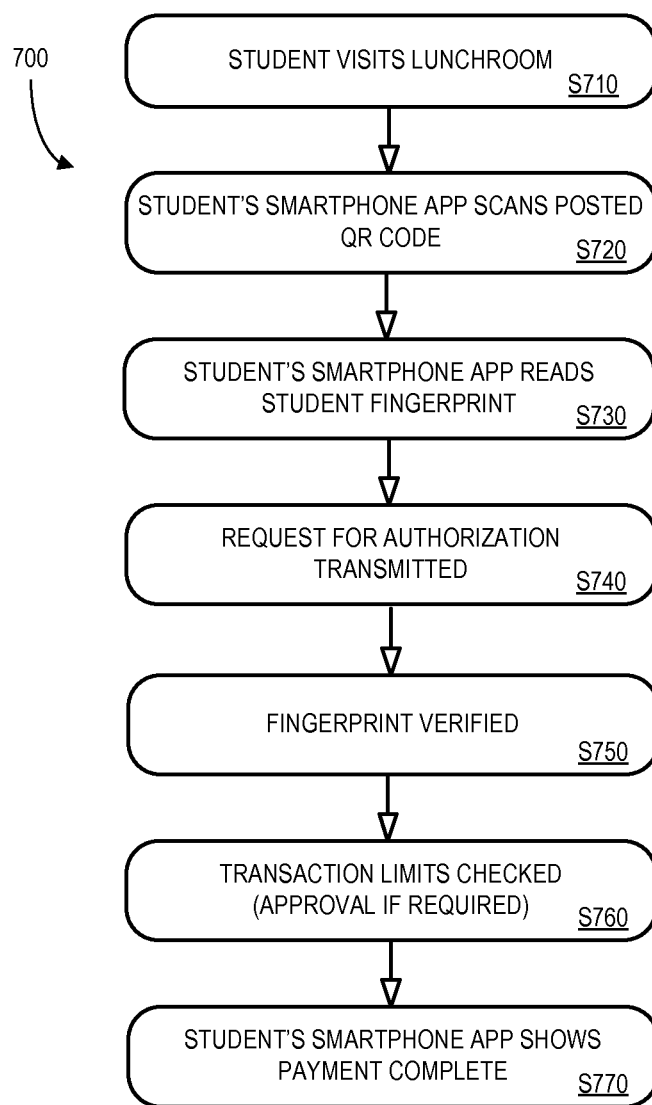 700
STUDENT VISITS LUNCHROOM
S710
STUDENT'S SMARTPHONE APP SCANS POSTED
QR CODE
S720
STUDENT'S SMARTPHONE APP READS
STUDENT FINGERPRINT
S730
REQUEST FOR AUTHORIZATION
TRANSMITTED
S740
FINGERPRINT VERIFIED
S750
TRANSACTION LIMITS CHECKED
(APPROVAL IF REQUIRED)
S760
STUDENT'S SMARTPHONE APP SHOWS
PAYMENT COMPLETE
S770